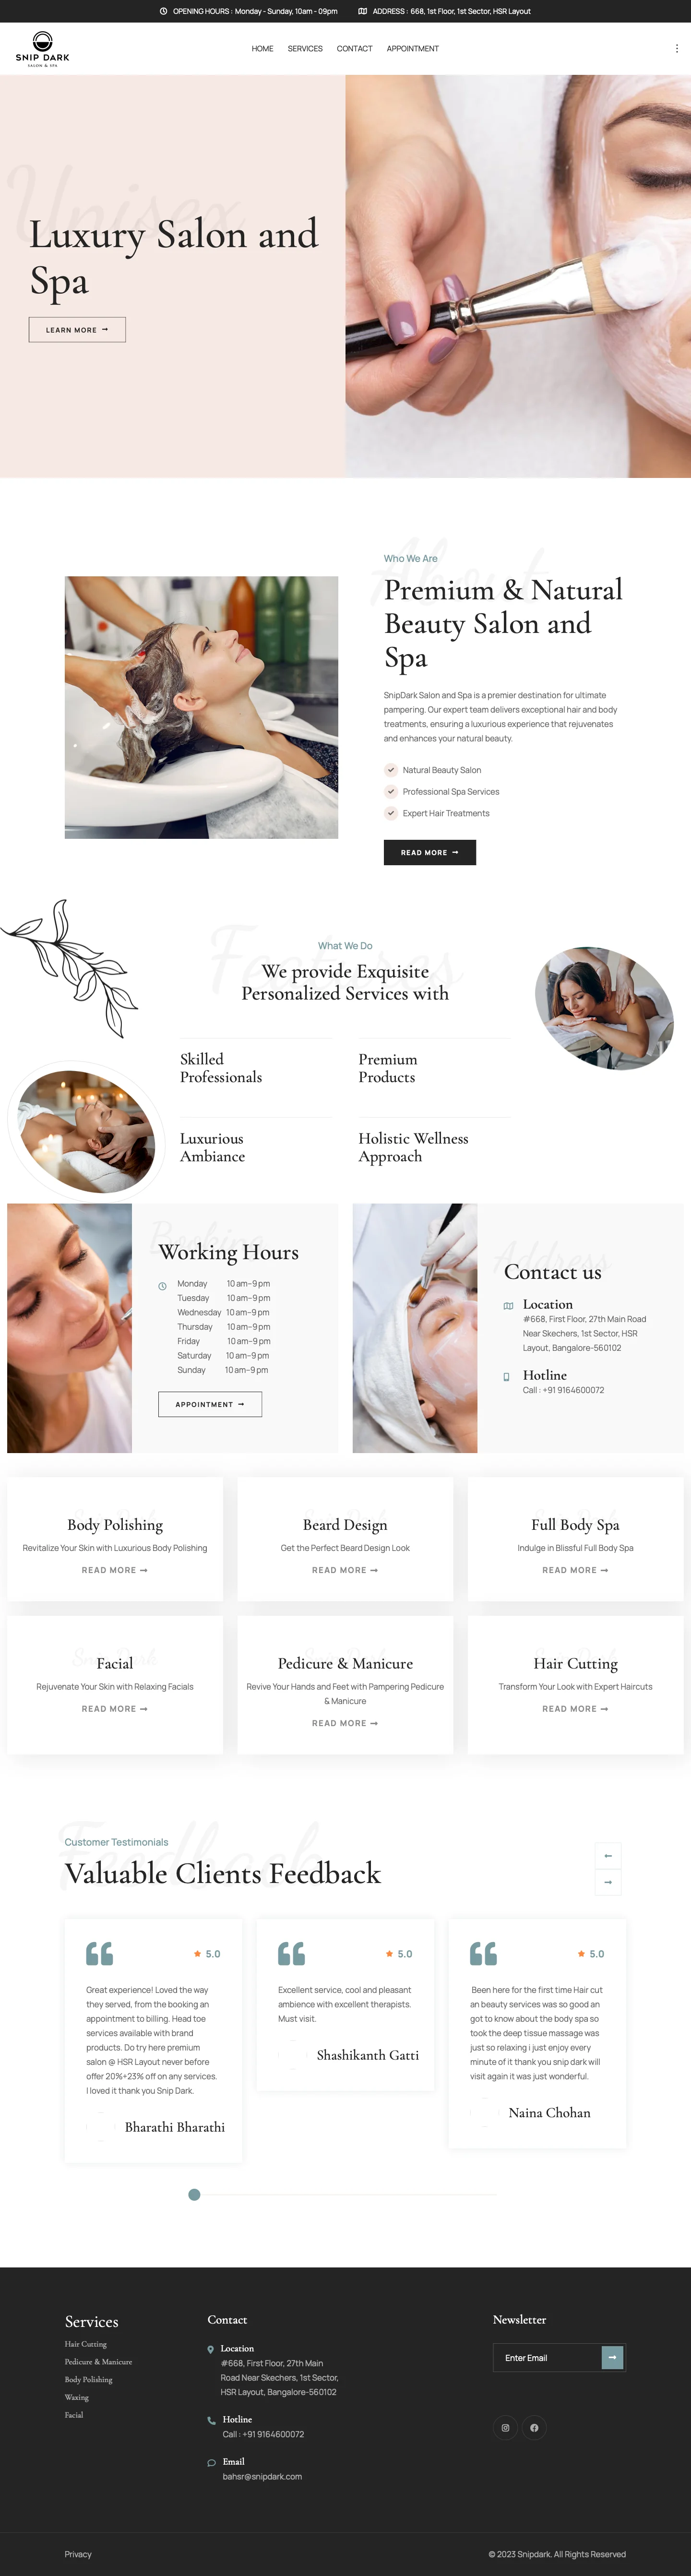 OPENING HOURS : Monday - Sunday, 10am - 09pm
ADDRESS : 668, 1st Floor, 1st Sector, HSR Layout
SNIP DARK
SALON & SPA
HOME
SERVICES
CONTACT
APPOINTMENT
Unisex
Luxury Salon and
Spa
LEARN MORE
About
Who We Are
Premium & Natural
Beauty Salon and
Spa
SnipDark Salon and Spa is a premier destination for ultimate
pampering. Our expert team delivers exceptional hair and body
treatments, ensuring a luxurious experience that rejuvenates
and enhances your natural beauty.
Natural Beauty Salon
Professional Spa Services
Expert Hair Treatments
READ MORE
Features
What We Do
We provide Exquisite
Personalized Services with
Skilled
Professionals
Premium
Products
Luxurious
Ambiance
Holistic Wellness
Approach
Booking
Working Hours
Monday 10 am–9 pm
Tuesday 10 am–9 pm
Wednesday 10 am–9 pm
Thursday 10 am–9 pm
Friday 10 am–9 pm
Saturday 10 am–9 pm
Sunday 10 am–9 pm
APPOINTMENT
Address
Contact us
Location
#668, First Floor, 27th Main Road
Near Skechers, 1st Sector, HSR
Layout, Bangalore-560102
Hotline
Call : +91 9164600072
Body Polishing
Revitalize Your Skin with Luxurious Body Polishing
READ MORE
Beard Design
Get the Perfect Beard Design Look
READ MORE
Full Body Spa
Indulge in Blissful Full Body Spa
READ MORE
Snip Dark
Facial
Rejuvenate Your Skin with Relaxing Facials
READ MORE
Pedicure & Manicure
Revive Your Hands and Feet with Pampering Pedicure
& Manicure
READ MORE
Hair Cutting
Transform Your Look with Expert Haircuts
READ MORE
Feedback
Customer Testimonials
Valuable Clients Feedback
5.0
Great experience! Loved the way
they served, from the booking an
appointment to billing. Head toe
services available with brand
products. Do try here premium
salon @ HSR Layout never before
offer 20%+23% off on any services.
I loved it thank you Snip Dark.
Bharathi Bharathi
5.0
Excellent service, cool and pleasant
ambience with excellent therapists.
Must visit.
Shashikanth Gatti
5.0
Been here for the first time Hair cut
an beauty services was so good an
got to know about the body spa so
took the deep tissue massage was
just so relaxing i just enjoy every
minute of it thank you snip dark will
visit again it was just wonderful.
Naina Chohan
Services
Hair Cutting
Pedicure & Manicure
Body Polishing
Waxing
Facial
Contact
Location
#668, First Floor, 27th Main
Road Near Skechers, 1st Sector,
HSR Layout, Bangalore-560102
Hotline
Call : +91 9164600072
Email
bahsr@snipdark.com
Newsletter
Enter Email
Privacy
© 2023 Snipdark. All Rights Reserved